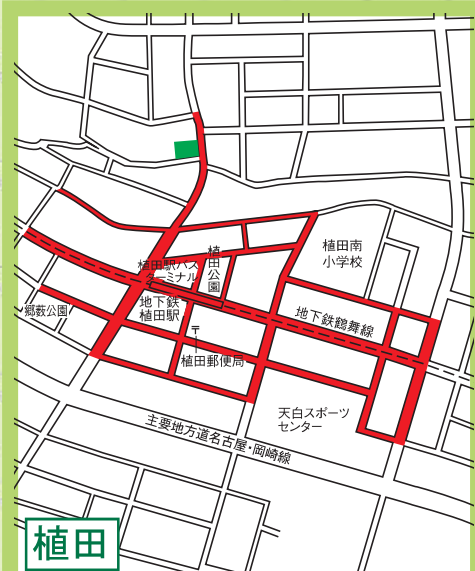 植田南
小学校
植田公園
植田駅バス
ターミナル
地下鉄
植田駅
地下鉄鶴舞線
郷薮公園
〒
植田郵便局
天白スポーツ
センター
主要地方道名古屋・岡崎線
植田